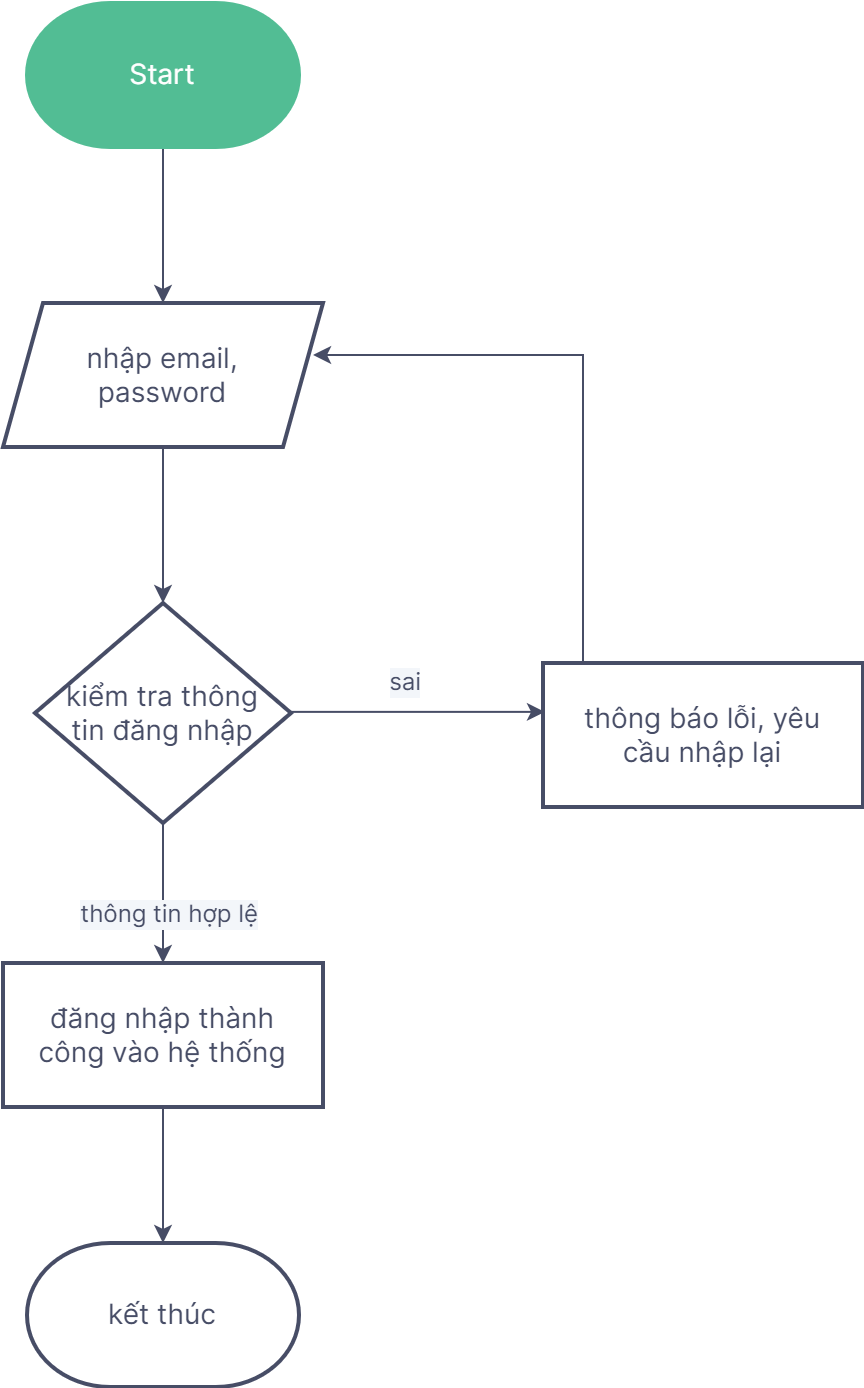 Start
nhập email,
password
kiểm tra thông
tin đăng nhập
sai
thông báo lỗi, yêu
cầu nhập lại
thông tin hợp lệ
đăng nhập thành
công vào hệ thống
kết thúc